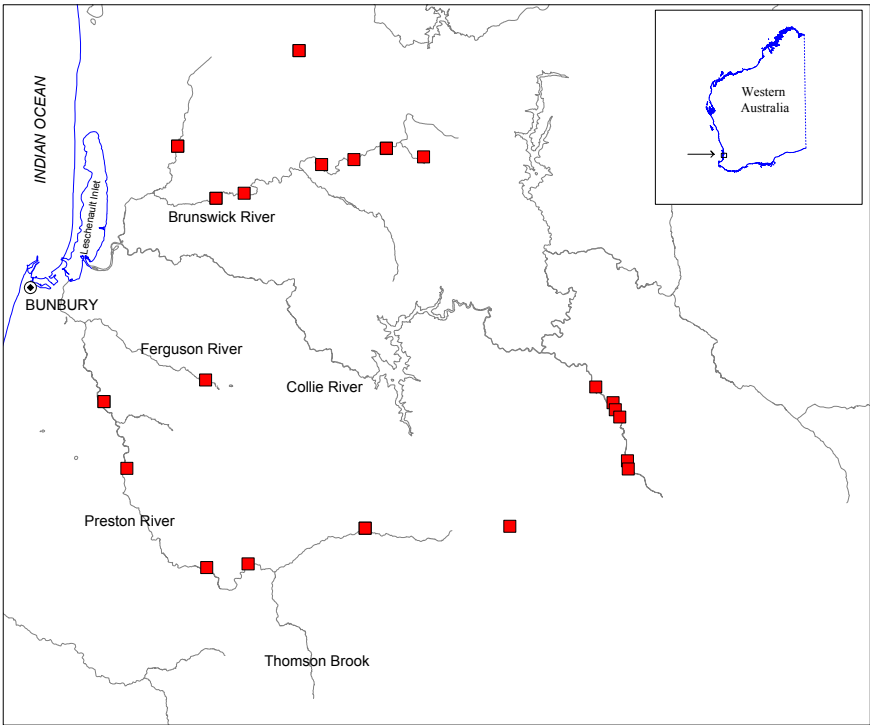 INDIAN OCEAN
Western
Australia
Leschenault Inlet
Brunswick River
BUNBURY
Ferguson River
Collie River
Preston River
Thomson Brook